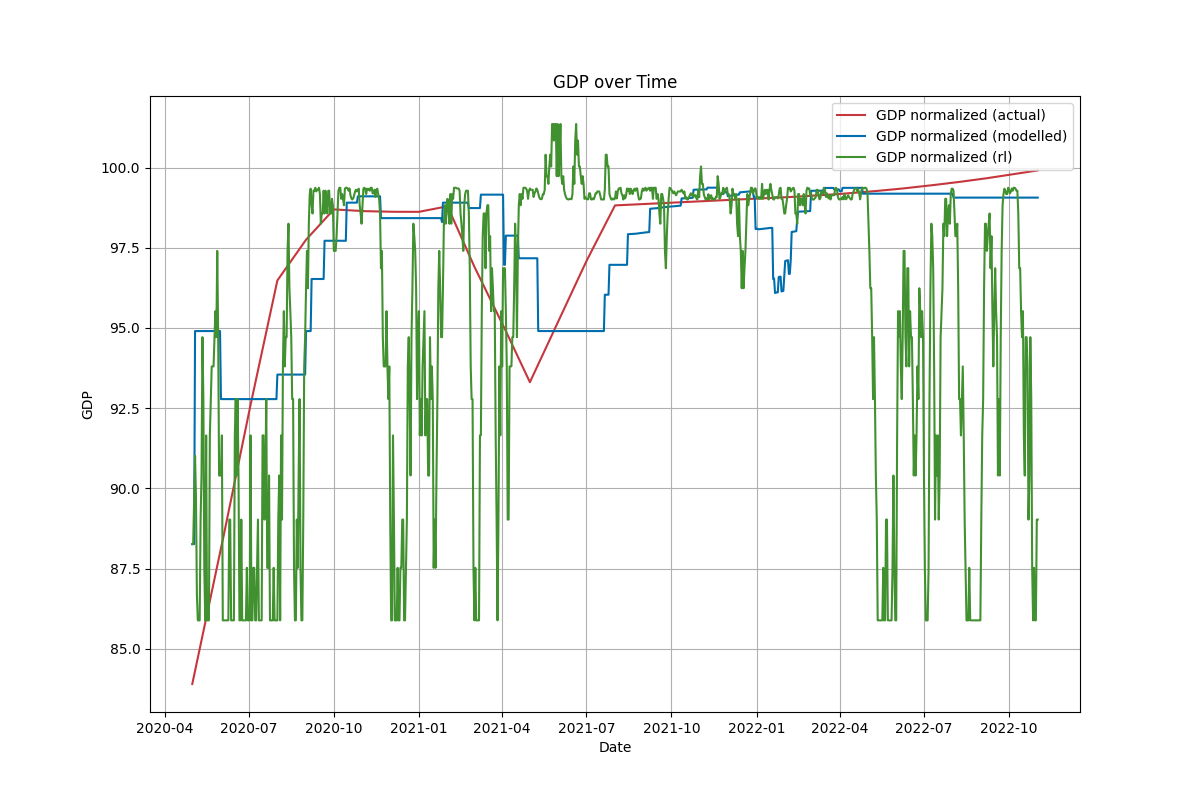 GDP over Time
GDP normalized (actual)
GDP normalized (modelled)
GDP normalized (rl)
100.0
97.5
95.0
92.5
90.0
87.5
85.0
GDP
2020-04 2020-07 2020-10 2021-01 2021-04 2021-07 2021-10 2022-01 2022-04 2022-07 2022-10
Date